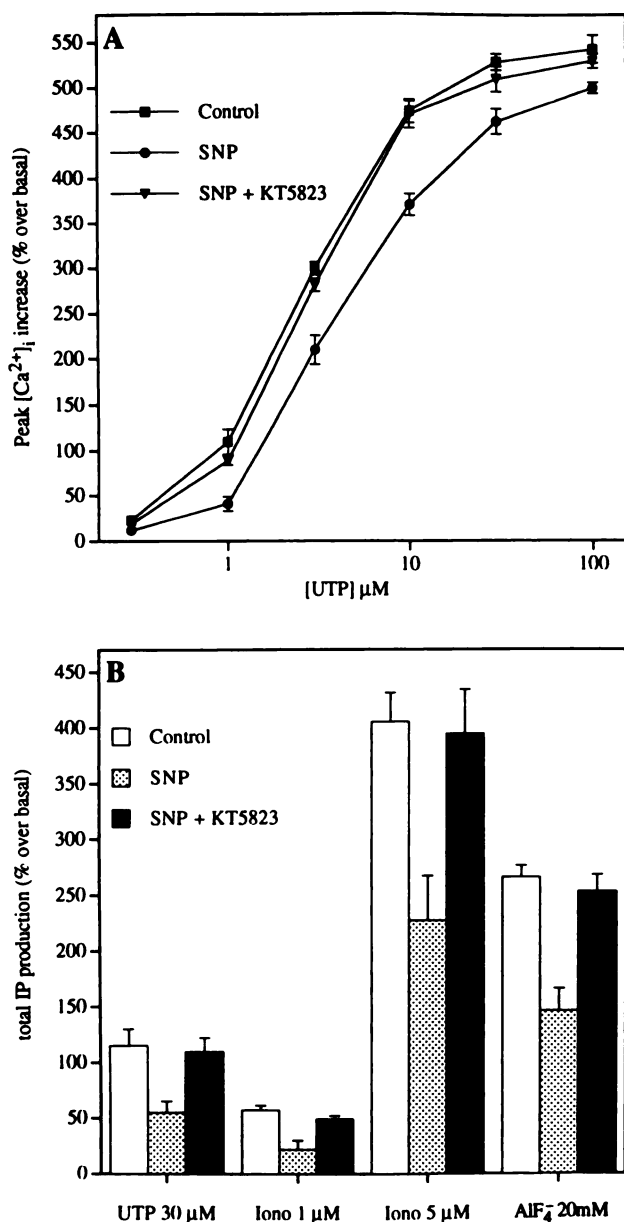 A
Peak [Ca²⁺]ᵢ increase (% over basal)
550
500
450
400
350
300
250
200
150
100
50
0
Control
SNP
SNP + KT5823
1
10
100
[UTP] µM
B
total IP production (% over basal)
450
400
350
300
250
200
150
100
50
0
Control
SNP
SNP + KT5823
UTP 30 µM
Iono 1 µM
Iono 5 µM
AlF₄⁻ 20mM